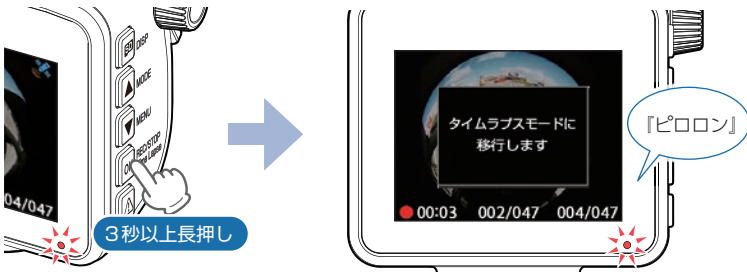 DISP
MODE
MENU
REC/STOP
Time Lapse
OK
04/047
3秒以上長押し
タイムラプスモードに
移行します
00:03 002/047 004/047
『ピロロン』